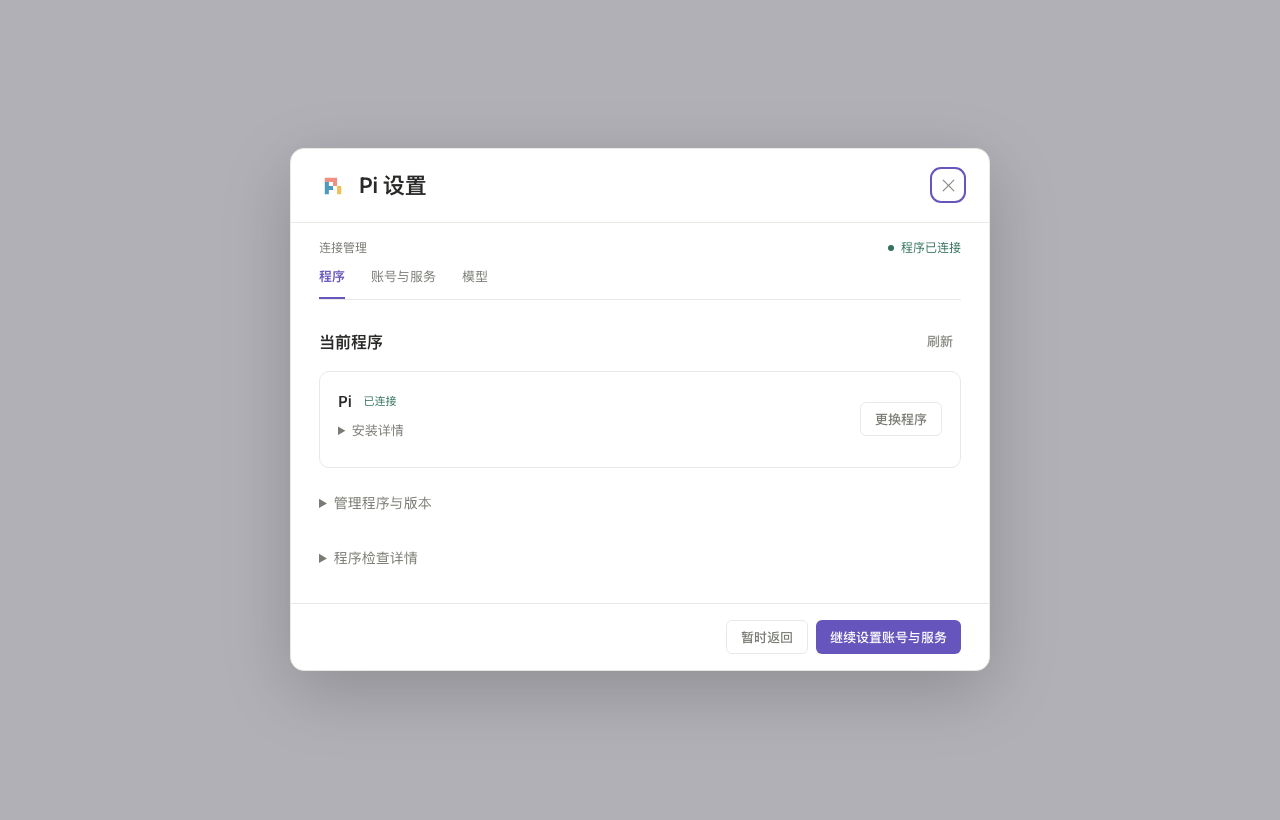 Pi 设置
连接管理
程序已连接
程序
账号与服务
模型
当前程序
刷新
Pi 已连接
安装详情
更换程序
管理程序与版本
程序检查详情
暂时返回
继续设置账号与服务